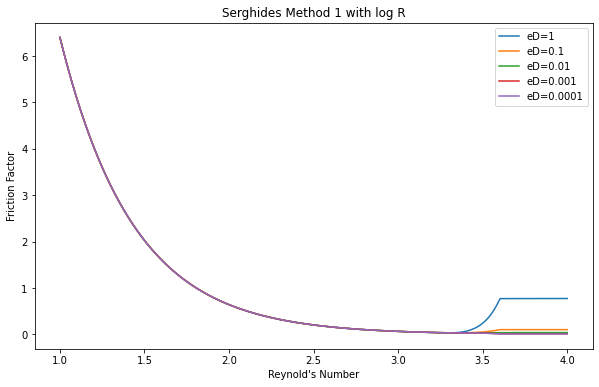 Serghides Method 1 with log R
eD=1
eD=0.1
eD=0.01
eD=0.001
eD=0.0001
Friction Factor
6
5
4
3
2
1
0
1.0 1.5 2.0 2.5 3.0 3.5 4.0
Reynold's Number